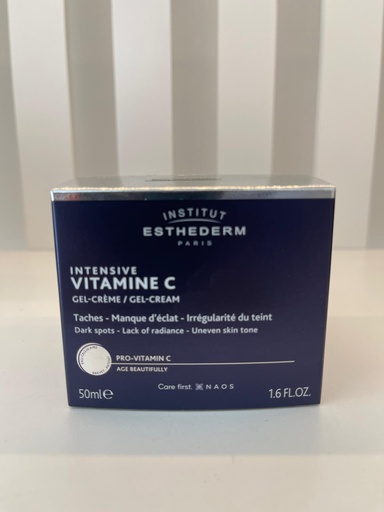 INSTITUT
ESTHEDERM
PARIS
INTENSIVE
VITAMINE C
GEL-CRÈME / GEL-CREAM
Taches - Manque d'éclat - Irrégularité du teint
Dark spots - Lack of radiance - Uneven skin tone
PRO-VITAMIN C
AGE BEAUTIFULLY
Care first. NAOS
50ml℮ 1.6 FL.OZ.